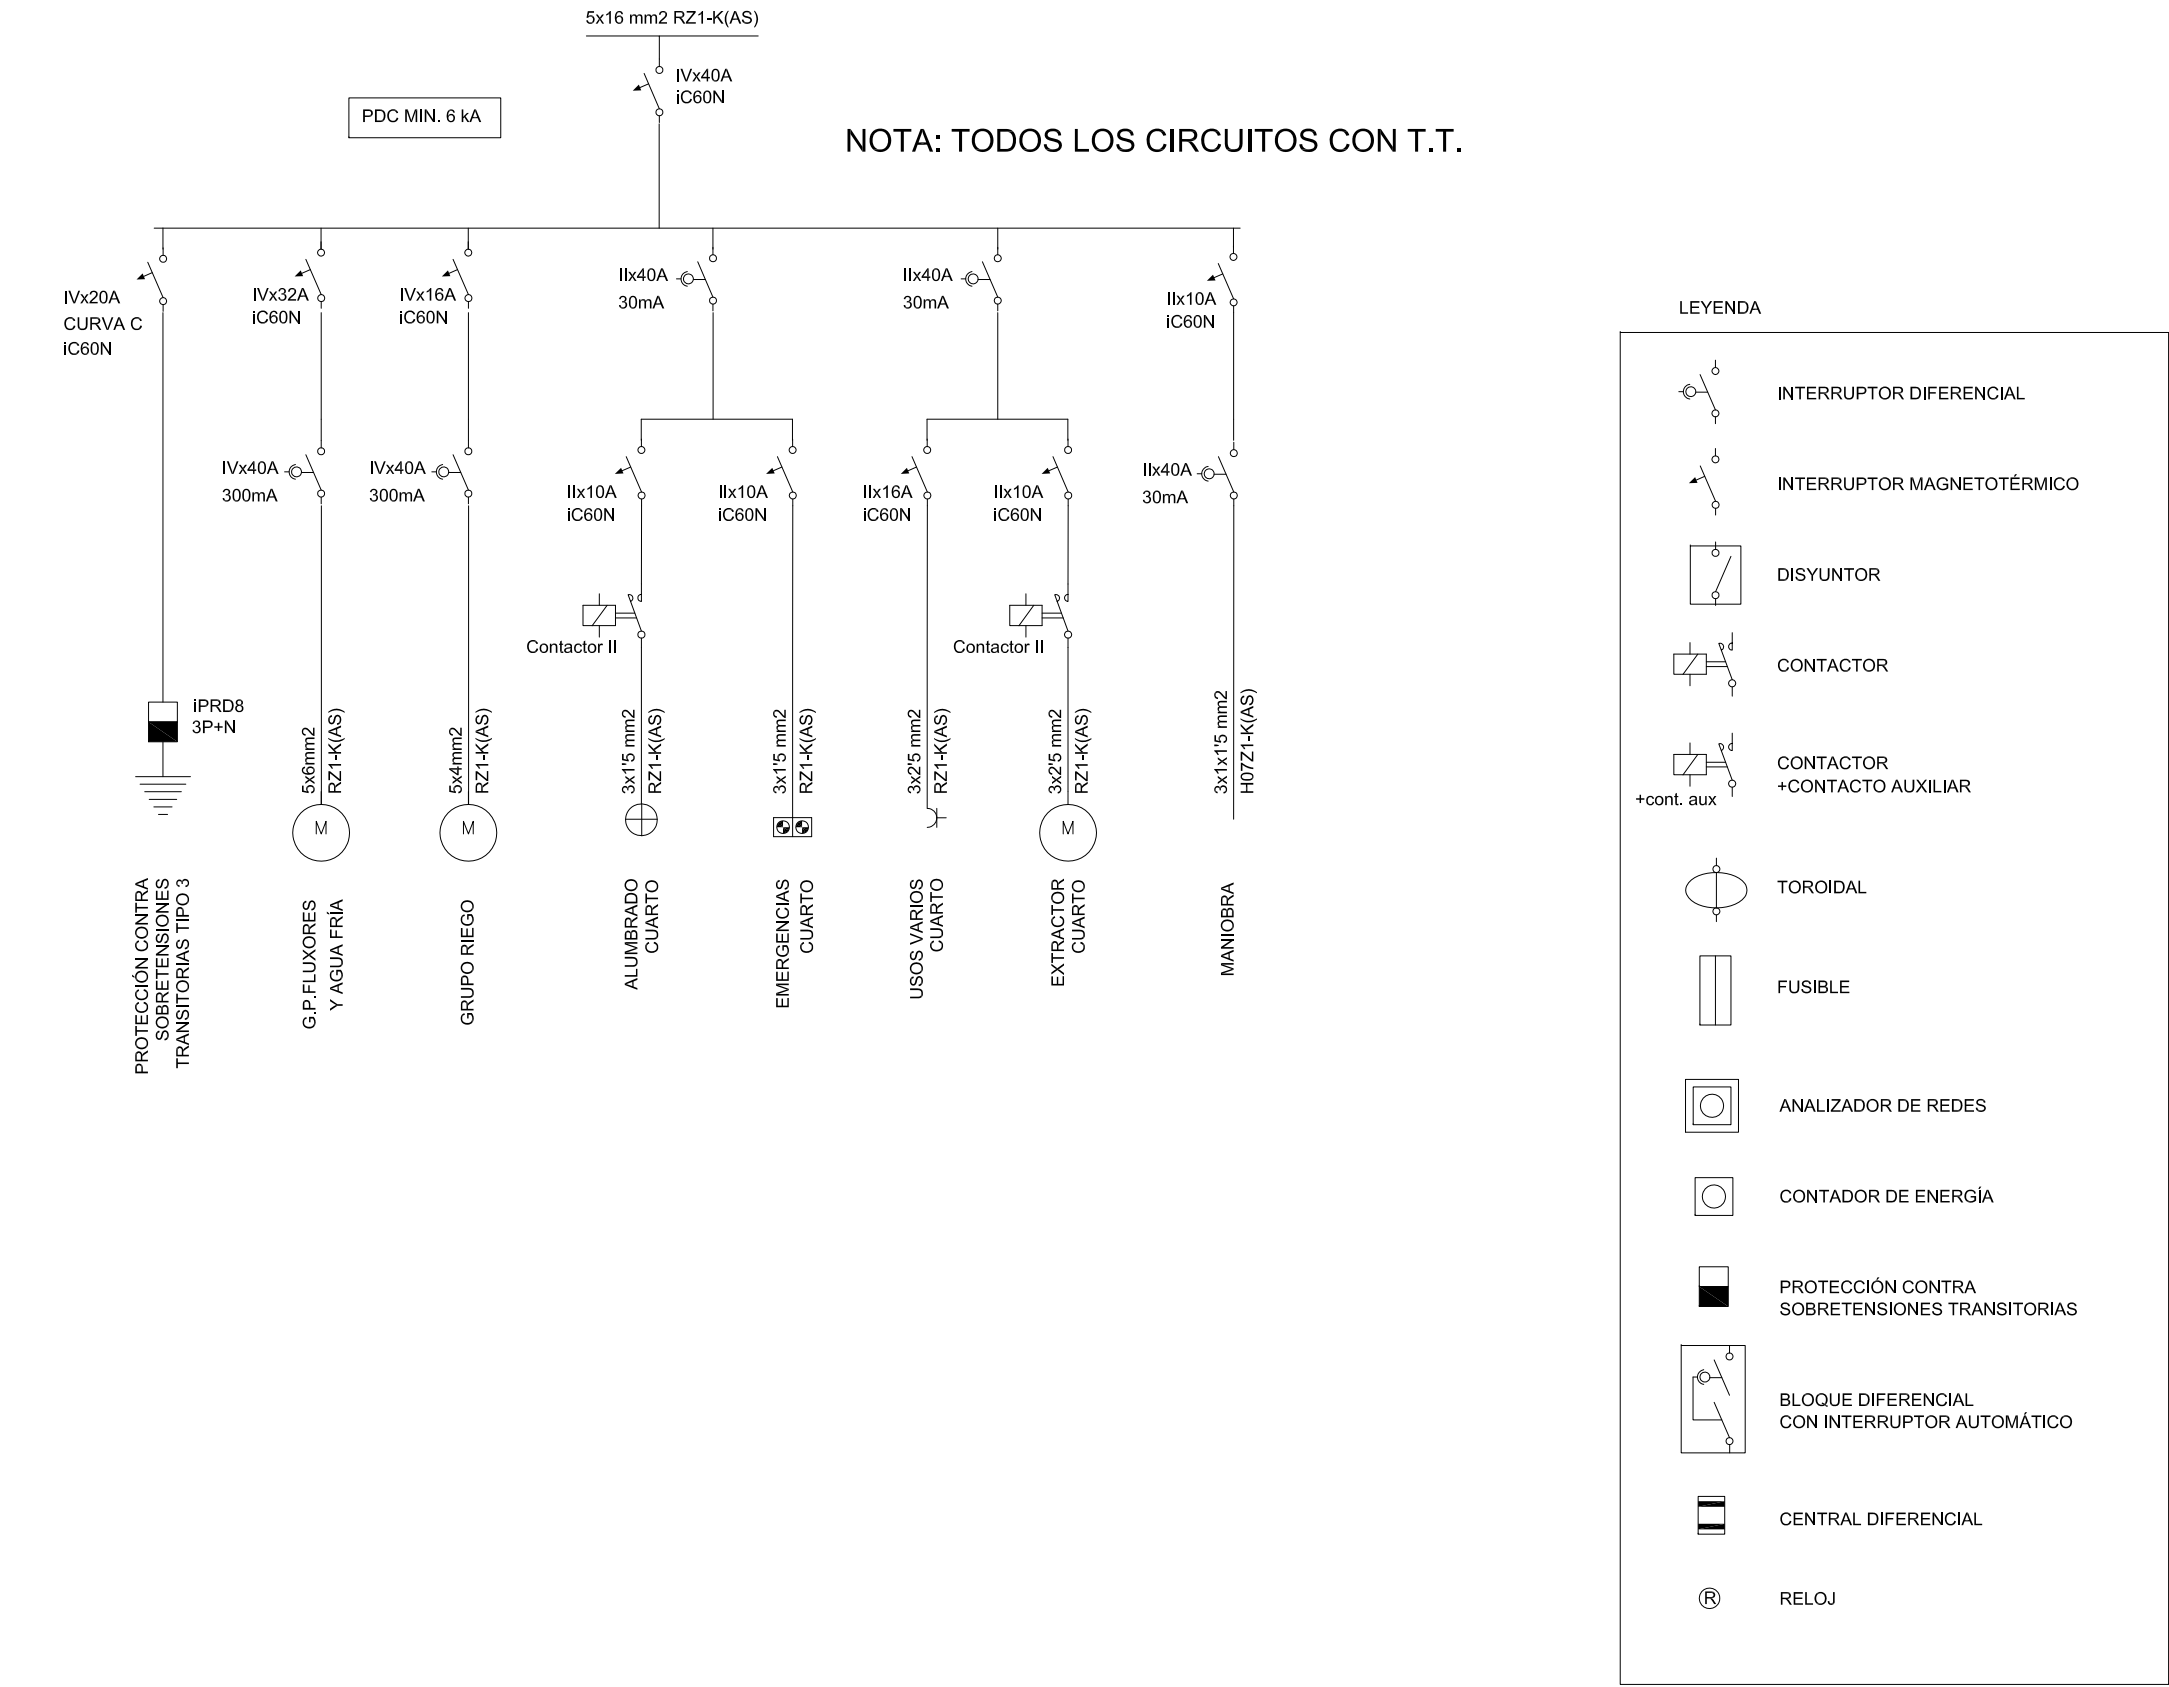 5x16 mm2 RZ1-K(AS)
IVx40A
iC60N
PDC MIN. 6 kA
NOTA: TODOS LOS CIRCUITOS CON T.T.
IVx20A
CURVA C
iC60N
IVx32A
iC60N
IVx16A
iC60N
IIx40A
30mA
IIx40A
30mA
IIx10A
iC60N
IVx40A
300mA
IVx40A
300mA
IIx10A
iC60N
IIx10A
iC60N
IIx16A
iC60N
IIx10A
iC60N
IIx40A
30mA
Contactor II
Contactor II
iPRD8
3P+N
5x6mm2
RZ1-K(AS)
5x4mm2
RZ1-K(AS)
3x1'5 mm2
RZ1-K(AS)
3x1'5 mm2
RZ1-K(AS)
3x2'5 mm2
RZ1-K(AS)
3x2'5 mm2
RZ1-K(AS)
3x1x1'5 mm2
H07Z1-K(AS)
M
M
M
PROTECCIÓN CONTRA
SOBRETENSIONES
TRANSITORIAS TIPO 3
G.P.FLUXORES
Y AGUA FRÍA
GRUPO RIEGO
ALUMBRADO
CUARTO
EMERGENCIAS
CUARTO
USOS VARIOS
CUARTO
EXTRACTOR
CUARTO
MANIOBRA
LEYENDA
INTERRUPTOR DIFERENCIAL
INTERRUPTOR MAGNETOTÉRMICO
DISYUNTOR
CONTACTOR
CONTACTOR
+CONTACTO AUXILIAR
+cont. aux
TOROIDAL
FUSIBLE
ANALIZADOR DE REDES
CONTADOR DE ENERGÍA
PROTECCIÓN CONTRA
SOBRETENSIONES TRANSITORIAS
BLOQUE DIFERENCIAL
CON INTERRUPTOR AUTOMÁTICO
CENTRAL DIFERENCIAL
R RELOJ